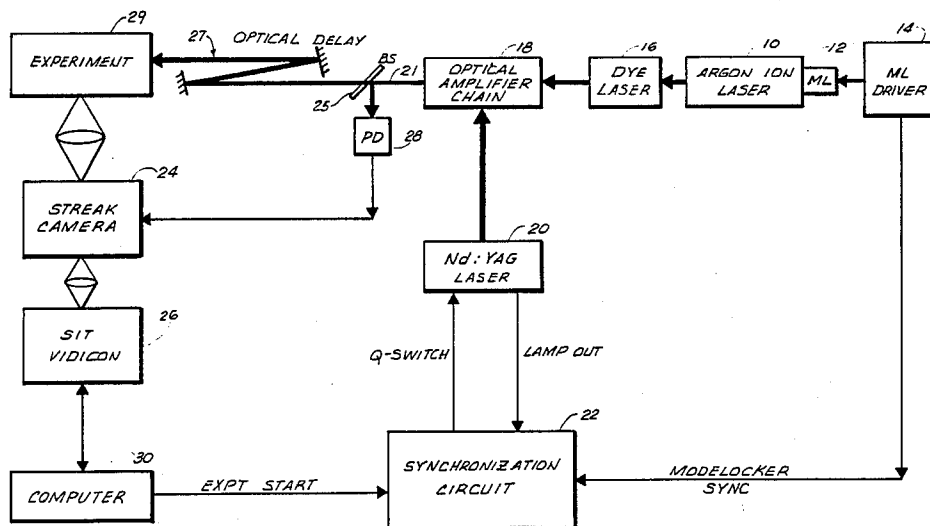 29
EXPERIMENT
27
OPTICAL DELAY
BS
25
21
18
OPTICAL
AMPLIFIER
CHAIN
16
DYE
LASER
10
ARGON ION
LASER
12
ML
14
ML
DRIVER
PD
28
24
STREAK
CAMERA
20
Nd:YAG
LASER
26
SIT
VIDICON
Q-SWITCH
LAMP OUT
22
SYNCHRONIZATION
CIRCUIT
30
COMPUTER
EXPT START
MODELOCKER
SYNC